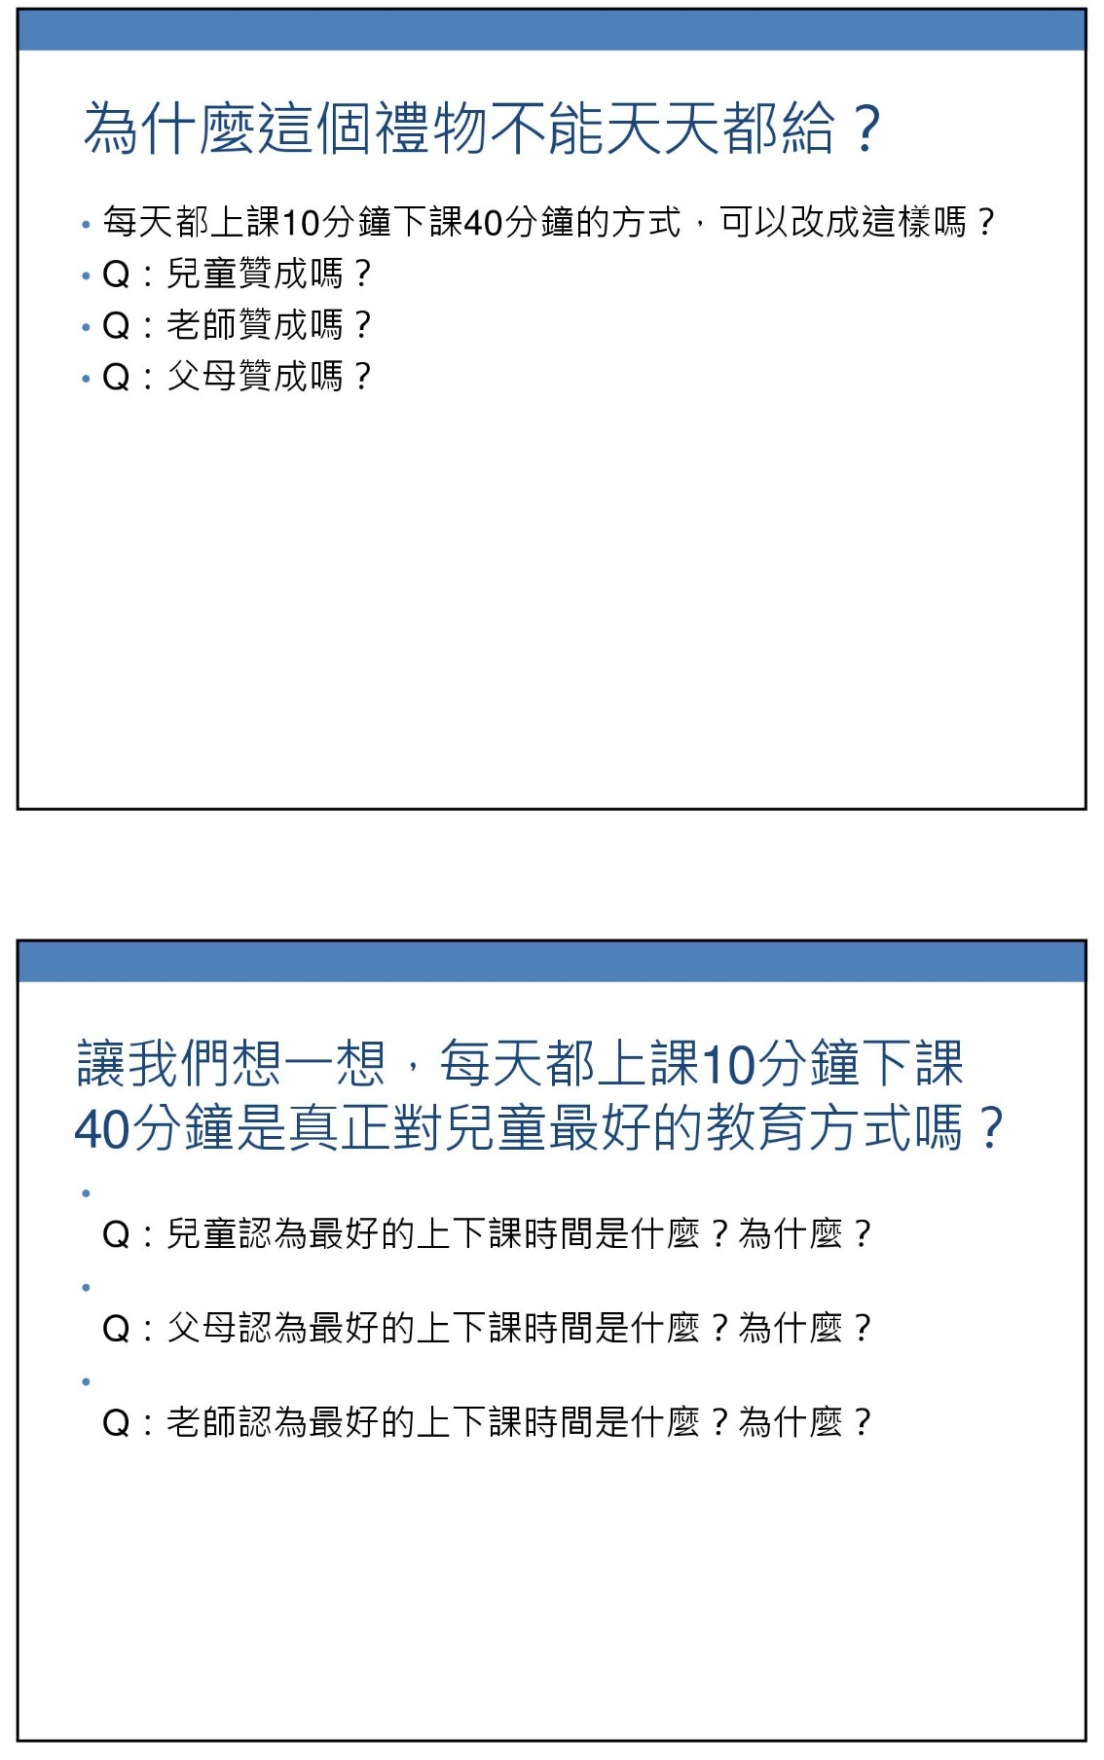 為什麼這個禮物不能天天都給？
• 每天都上課10分鐘下課40分鐘的方式，可以改成這樣嗎？
• Q：兒童贊成嗎？
• Q：老師贊成嗎？
• Q：父母贊成嗎？
讓我們想一想，每天都上課10分鐘下課
40分鐘是真正對兒童最好的教育方式嗎？
•
Q：兒童認為最好的上下課時間是什麼？為什麼？
•
Q：父母認為最好的上下課時間是什麼？為什麼？
•
Q：老師認為最好的上下課時間是什麼？為什麼？